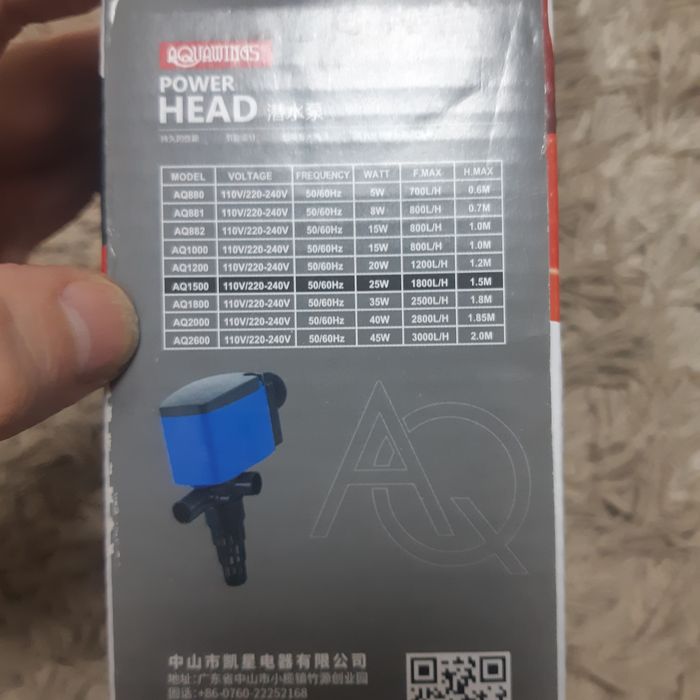 AQUAWINGS
POWER
HEAD 潜水泵
MODEL VOLTAGE FREQUENCY WATT F.MAX H.MAX
AQ880 110V/220-240V 50/60Hz 5W 700L/H 0.6M
AQ881 110V/220-240V 50/60Hz 8W 800L/H 0.7M
AQ882 110V/220-240V 50/60Hz 15W 800L/H 1.0M
AQ1000 110V/220-240V 50/60Hz 15W 800L/H 1.0M
AQ1200 110V/220-240V 50/60Hz 20W 1200L/H 1.2M
AQ1500 110V/220-240V 50/60Hz 25W 1800L/H 1.5M
AQ1800 110V/220-240V 50/60Hz 35W 2500L/H 1.8M
AQ2000 110V/220-240V 50/60Hz 40W 2800L/H 1.85M
AQ2600 110V/220-240V 50/60Hz 45W 3000L/H 2.0M
AQ
中山市凯星电器有限公司
地址:广东省中山市小榄镇竹源创业园
电话:+86-0760-22252168